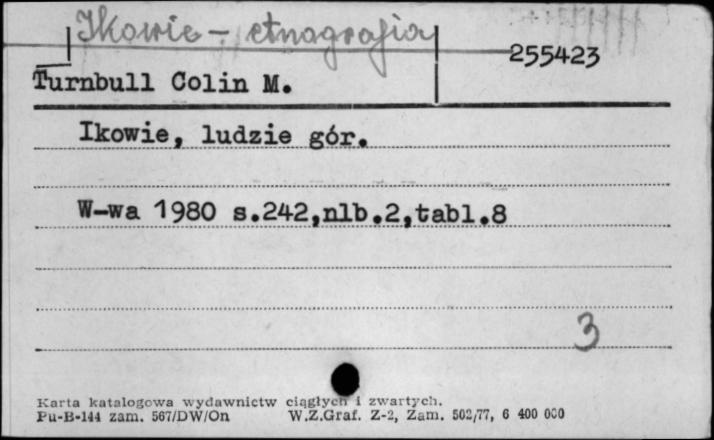 Ikowie - etnografia
255423
Turnbull Colin M.
Ikowie, ludzie gór.
W-wa 1980 s.242,nlb.2,tabl.8
3
Karta katalogowa wydawnictw ciągłych i zwartych.
Pu-B-144 zam. 567/DW/On W.Z.Graf. Z-2, Zam. 502/77, 6 400 000